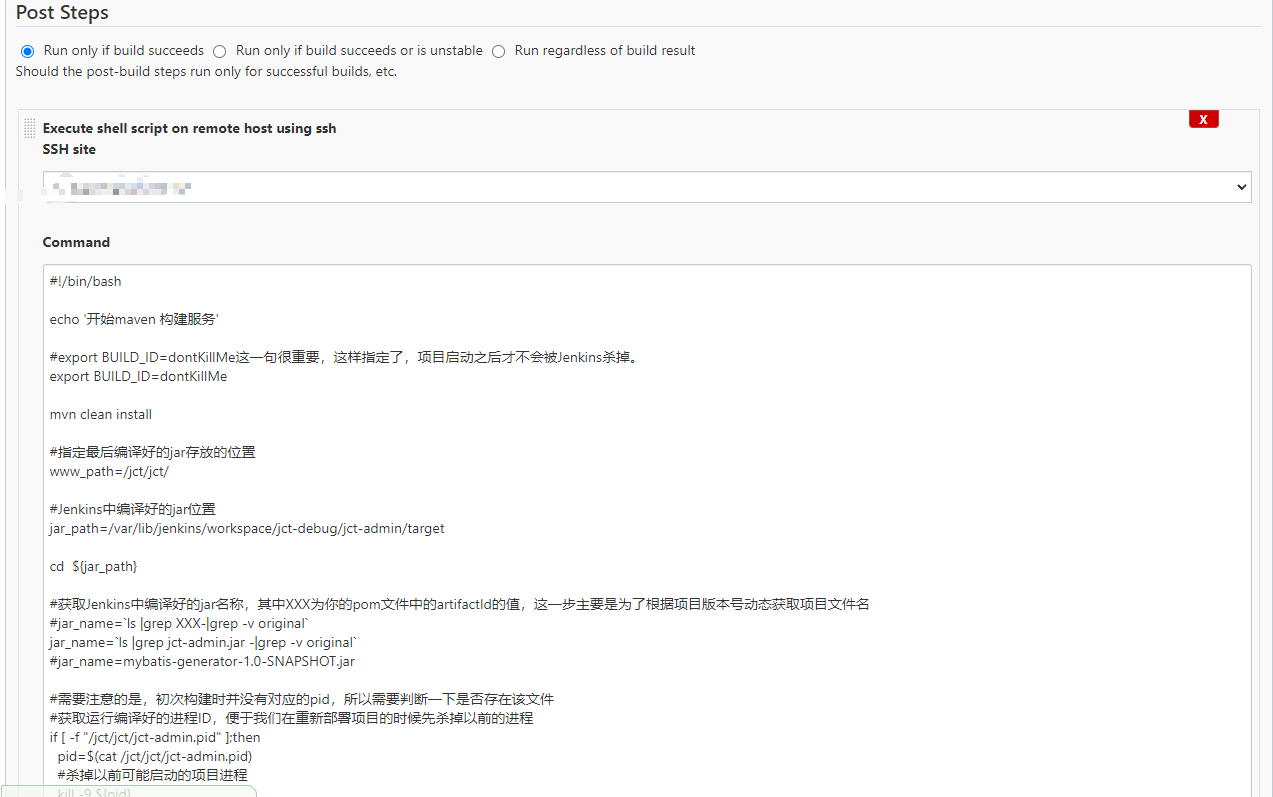 Post Steps
Run only if build succeeds Run only if build succeeds or is unstable Run regardless of build result
Should the post-build steps run only for successful builds, etc.
X
Execute shell script on remote host using ssh
SSH site
Command
#!/bin/bash
echo '开始maven 构建服务'
#export BUILD_ID=dontKillMe这一句很重要，这样指定了，项目启动之后才不会被Jenkins杀掉。
export BUILD_ID=dontKillMe
mvn clean install
#指定最后编译好的jar存放的位置
www_path=/jct/jct/
#Jenkins中编译好的jar位置
jar_path=/var/lib/jenkins/workspace/jct-debug/jct-admin/target
cd  ${jar_path}
#获取Jenkins中编译好的jar名称，其中XXX为你的pom文件中的artifactId的值，这一步主要是为了根据项目版本号动态获取项目文件名
#jar_name=`ls |grep XXX-|grep -v original`
jar_name=`ls |grep jct-admin.jar -|grep -v original`
#jar_name=mybatis-generator-1.0-SNAPSHOT.jar
#需要注意的是，初次构建时并没有对应的pid，所以需要判断一下是否存在该文件
#获取运行编译好的进程ID，便于我们在重新部署项目的时候先杀掉以前的进程
if [ -f "/jct/jct/jct-admin.pid" ];then
pid=$(cat /jct/jct/jct-admin.pid)
#杀掉以前可能启动的项目进程
kill -9 ${pid}